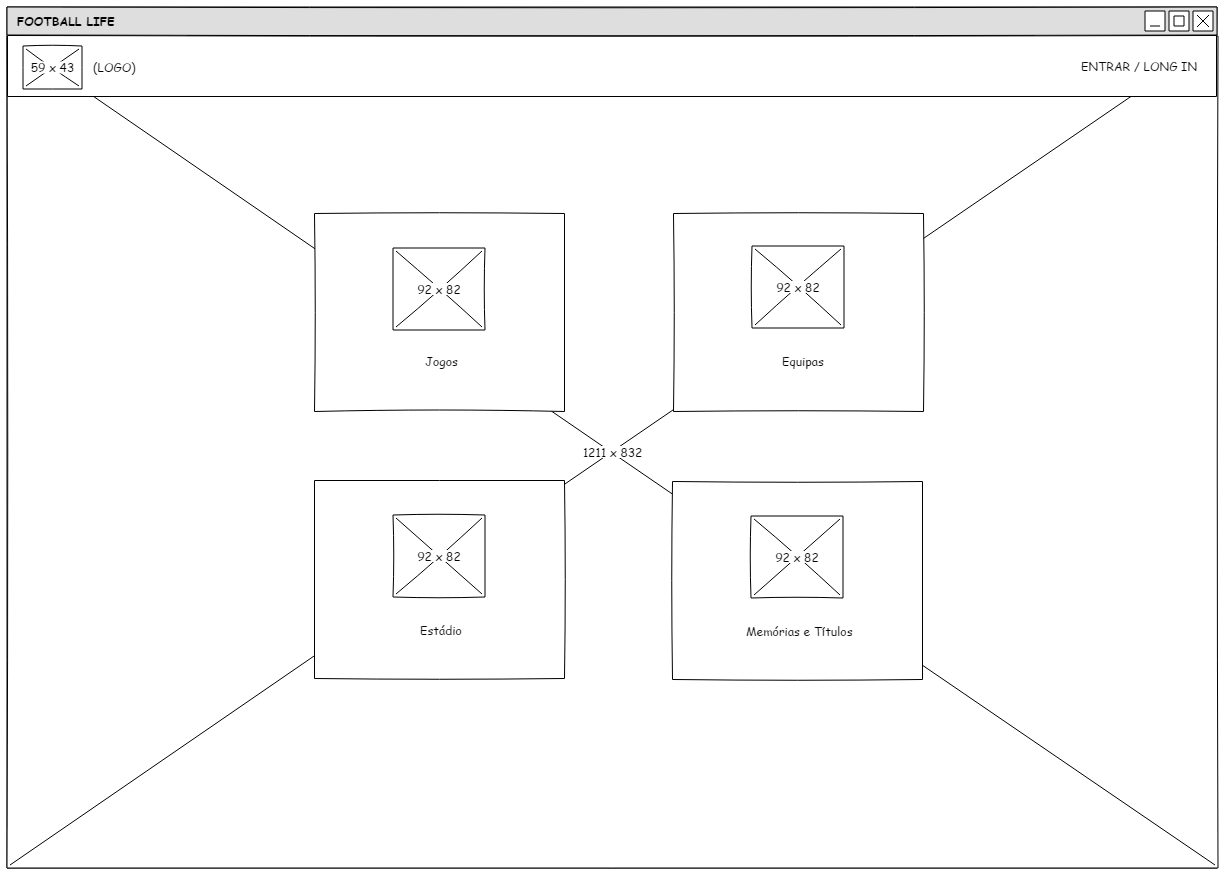 FOOTBALL LIFE
59 x 43 (LOGO) ENTRAR / LONG IN
92 x 82 92 x 82
Jogos Equipas
1211 x 832
92 x 82 92 x 82
Estádio Memórias e Títulos